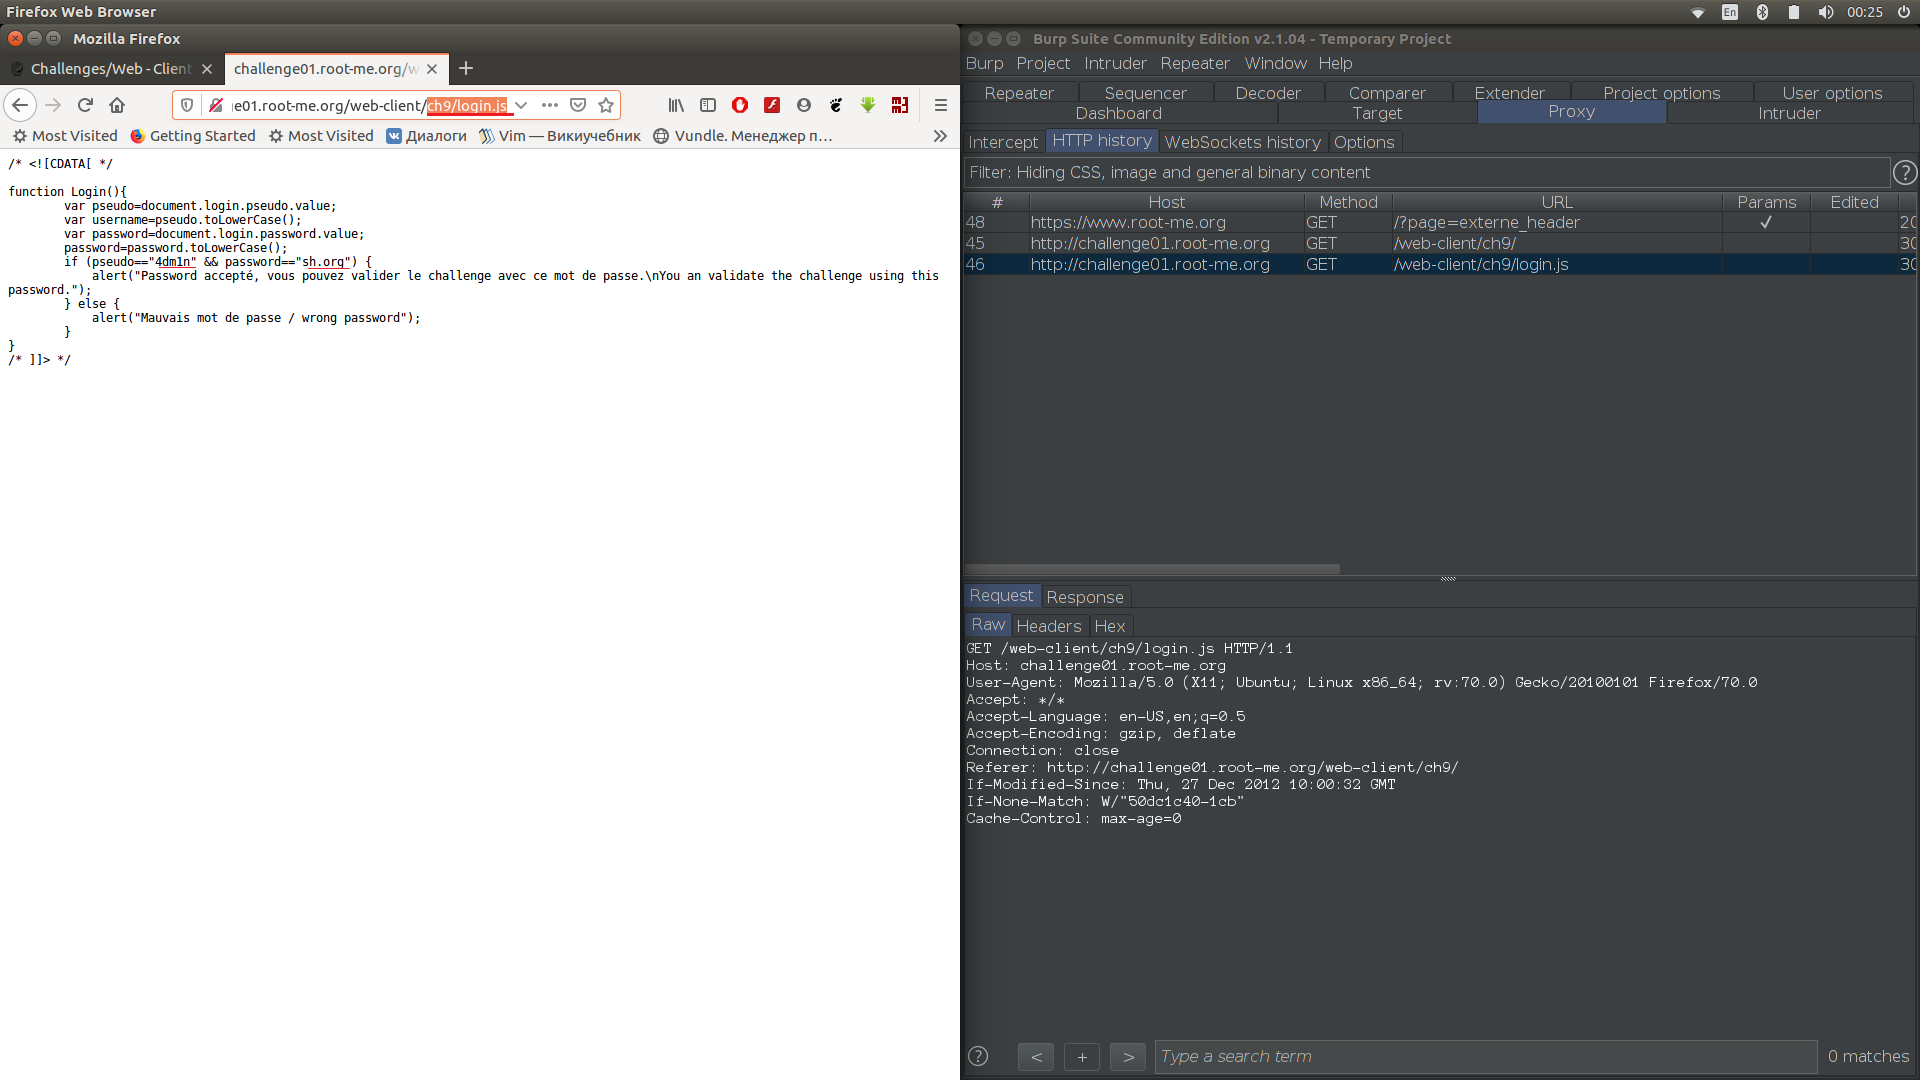 Firefox Web Browser
En
00:25
Mozilla Firefox
Challenges/Web - Client
challenge01.root-me.org/w
e01.root-me.org/web-client/ch9/login.js
Most Visited
Getting Started
Most Visited
Диалоги
Vim — Викиучебник
Vundle. Менеджер п…
/* <![CDATA[ */
function Login(){
var pseudo=document.login.pseudo.value;
var username=pseudo.toLowerCase();
var password=document.login.password.value;
password=password.toLowerCase();
if (pseudo=="4dm1n" && password=="sh.org") {
alert("Password accepté, vous pouvez valider le challenge avec ce mot de passe.\nYou an validate the challenge using this
password.");
} else {
alert("Mauvais mot de passe / wrong password");
}
}
/* ]]> */
Burp Suite Community Edition v2.1.04 - Temporary Project
Burp Project Intruder Repeater Window Help
Repeater Sequencer Decoder Comparer Extender Project options User options
Dashboard Target Proxy Intruder
Intercept HTTP history WebSockets history Options
Filter: Hiding CSS, image and general binary content
?
# Host Method URL Params Edited
48 https://www.root-me.org GET /?page=externe_header ✓ 20
45 http://challenge01.root-me.org GET /web-client/ch9/ 30
46 http://challenge01.root-me.org GET /web-client/ch9/login.js 30
Request Response
Raw Headers Hex
GET /web-client/ch9/login.js HTTP/1.1
Host: challenge01.root-me.org
User-Agent: Mozilla/5.0 (X11; Ubuntu; Linux x86_64; rv:70.0) Gecko/20100101 Firefox/70.0
Accept: */*
Accept-Language: en-US,en;q=0.5
Accept-Encoding: gzip, deflate
Connection: close
Referer: http://challenge01.root-me.org/web-client/ch9/
If-Modified-Since: Thu, 27 Dec 2012 10:00:32 GMT
If-None-Match: W/"50dc1c40-1cb"
Cache-Control: max-age=0
? < + > Type a search term 0 matches